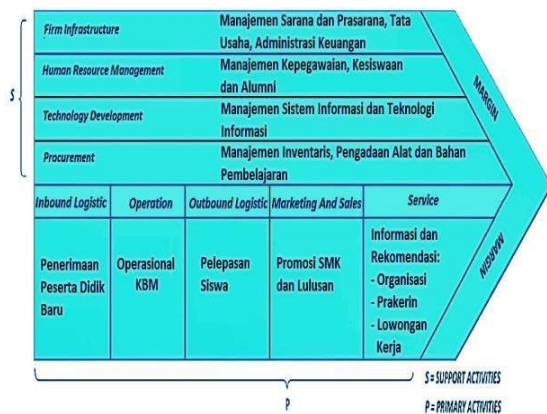 Firm Infrastructure
Manajemen Sarana dan Prasarana, Tata
Usaha, Administrasi Keuangan
Human Resource Management
Manajemen Kepegawaian, Kesiswaan
dan Alumni
Technology Development
Manajemen Sistem Informasi dan Teknologi
Informasi
Procurement
Manajemen Inventaris, Pengadaan Alat dan Bahan
Pembelajaran
S
MARGIN
Inbound Logistic
Operation
Outbound Logistic
Marketing And Sales
Service
Penerimaan
Peserta Didik
Baru
Operasional
KBM
Pelepasan
Siswa
Promosi SMK
dan Lulusan
Informasi dan
Rekomendasi:
- Organisasi
- Prakerin
- Lowongan
Kerja
MARGIN
P
S = SUPPORT ACTIVITIES
P = PRIMARY ACTIVITIES